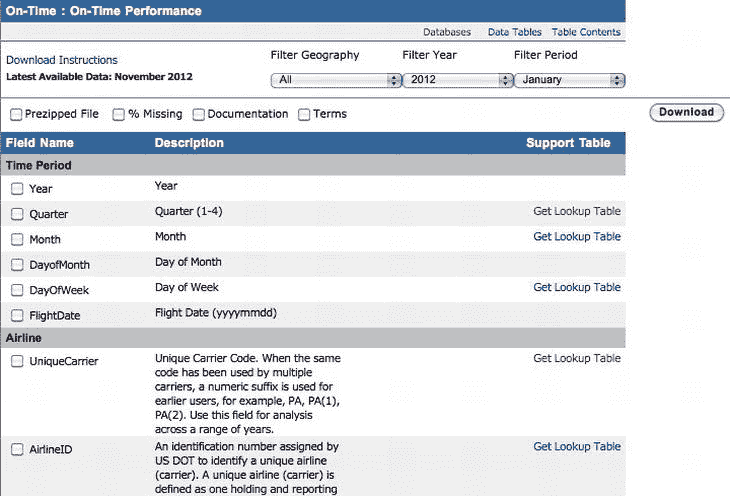 On-Time : On-Time Performance
Databases Data Tables Table Contents
Download Instructions
Latest Available Data: November 2012
Filter Geography Filter Year Filter Period
All 2012 January
Prezipped File % Missing Documentation Terms Download
Field Name Description Support Table
Time Period
Year Year
Quarter Quarter (1-4) Get Lookup Table
Month Month Get Lookup Table
DayofMonth Day of Month
DayOfWeek Day of Week Get Lookup Table
FlightDate Flight Date (yyyymmdd)
Airline
UniqueCarrier Unique Carrier Code. When the same Get Lookup Table
code has been used by multiple
carriers, a numeric suffix is used for
earlier users, for example, PA, PA(1),
PA(2). Use this field for analysis
across a range of years.
AirlineID An identification number assigned by Get Lookup Table
US DOT to identify a unique airline
(carrier). A unique airline (carrier) is
defined as one holding and reporting